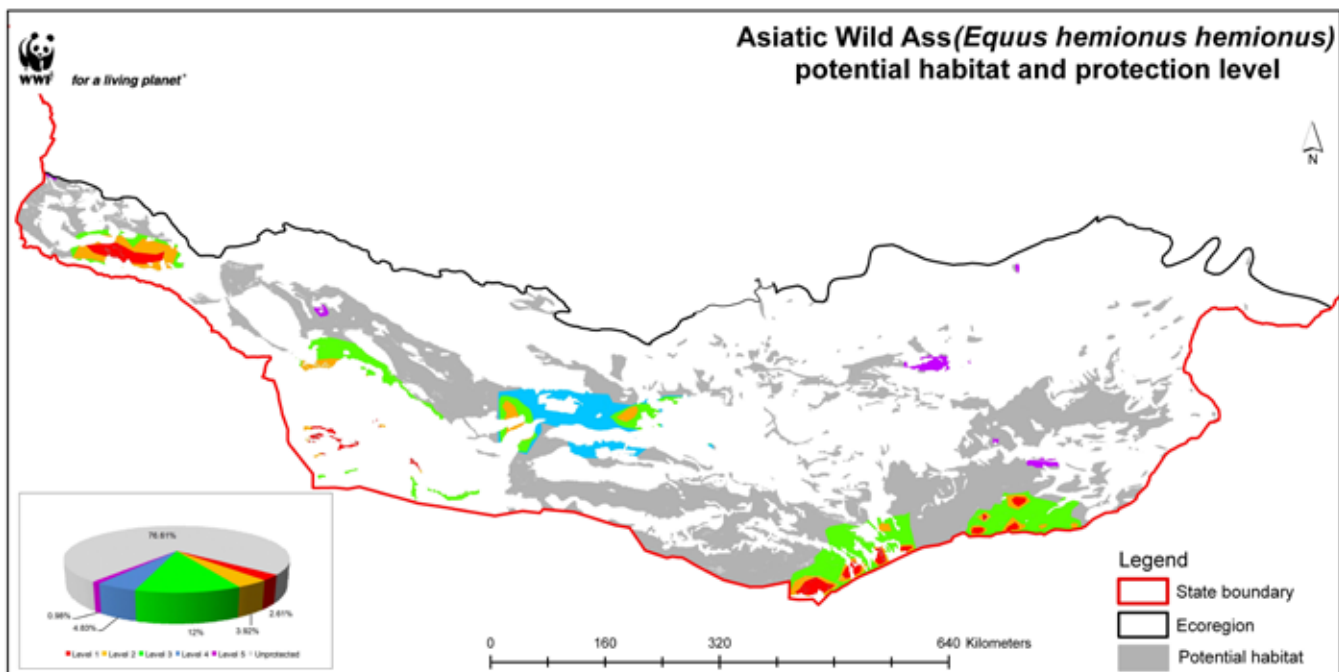 Asiatic Wild Ass(Equus hemionus hemionus)
potential habitat and protection level
WWF
for a living planet®
N
76.61%
0.98%
4.83%
12%
3.92%
2.61%
Level 1 Level 2 Level 3 Level 4 Level 5 Unprotected
0 160 320 640 Kilometers
Legend
State boundary
Ecoregion
Potential habitat